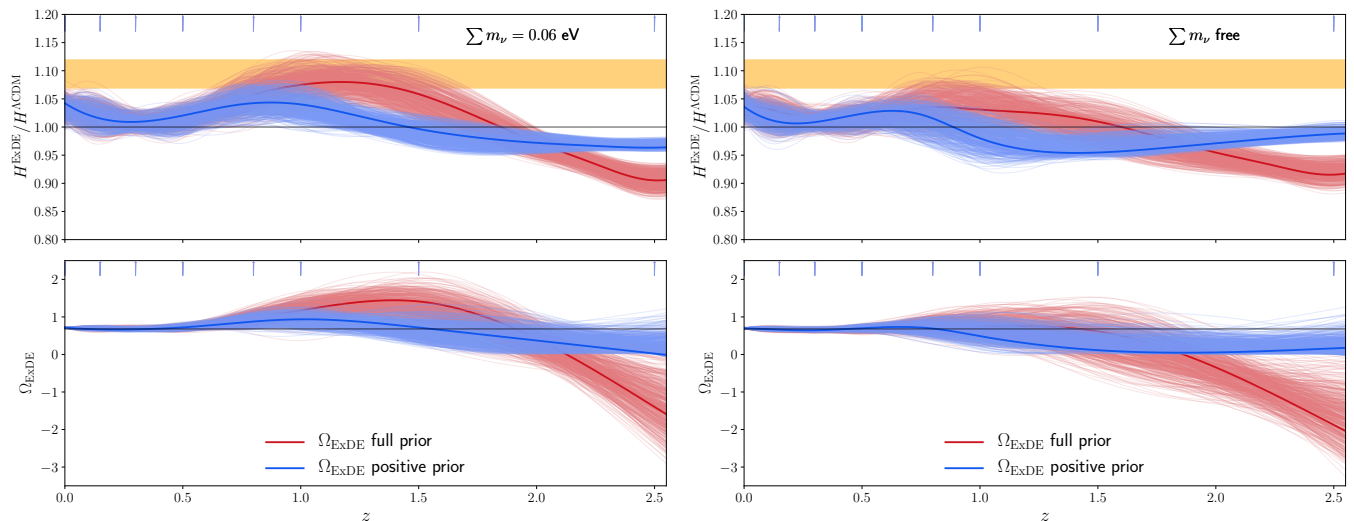 ∑ m_ν = 0.06 eV
H^ExDE/H^ΛCDM
1.20
1.15
1.10
1.05
1.00
0.95
0.90
0.85
0.80
∑ m_ν free
H^ExDE/H^ΛCDM
1.20
1.15
1.10
1.05
1.00
0.95
0.90
0.85
0.80
Ω_ExDE
2
1
0
−1
−2
−3
Ω_ExDE full prior
Ω_ExDE positive prior
0.0 0.5 1.0 1.5 2.0 2.5
z
Ω_ExDE
2
1
0
−1
−2
−3
Ω_ExDE full prior
Ω_ExDE positive prior
0.0 0.5 1.0 1.5 2.0 2.5
z